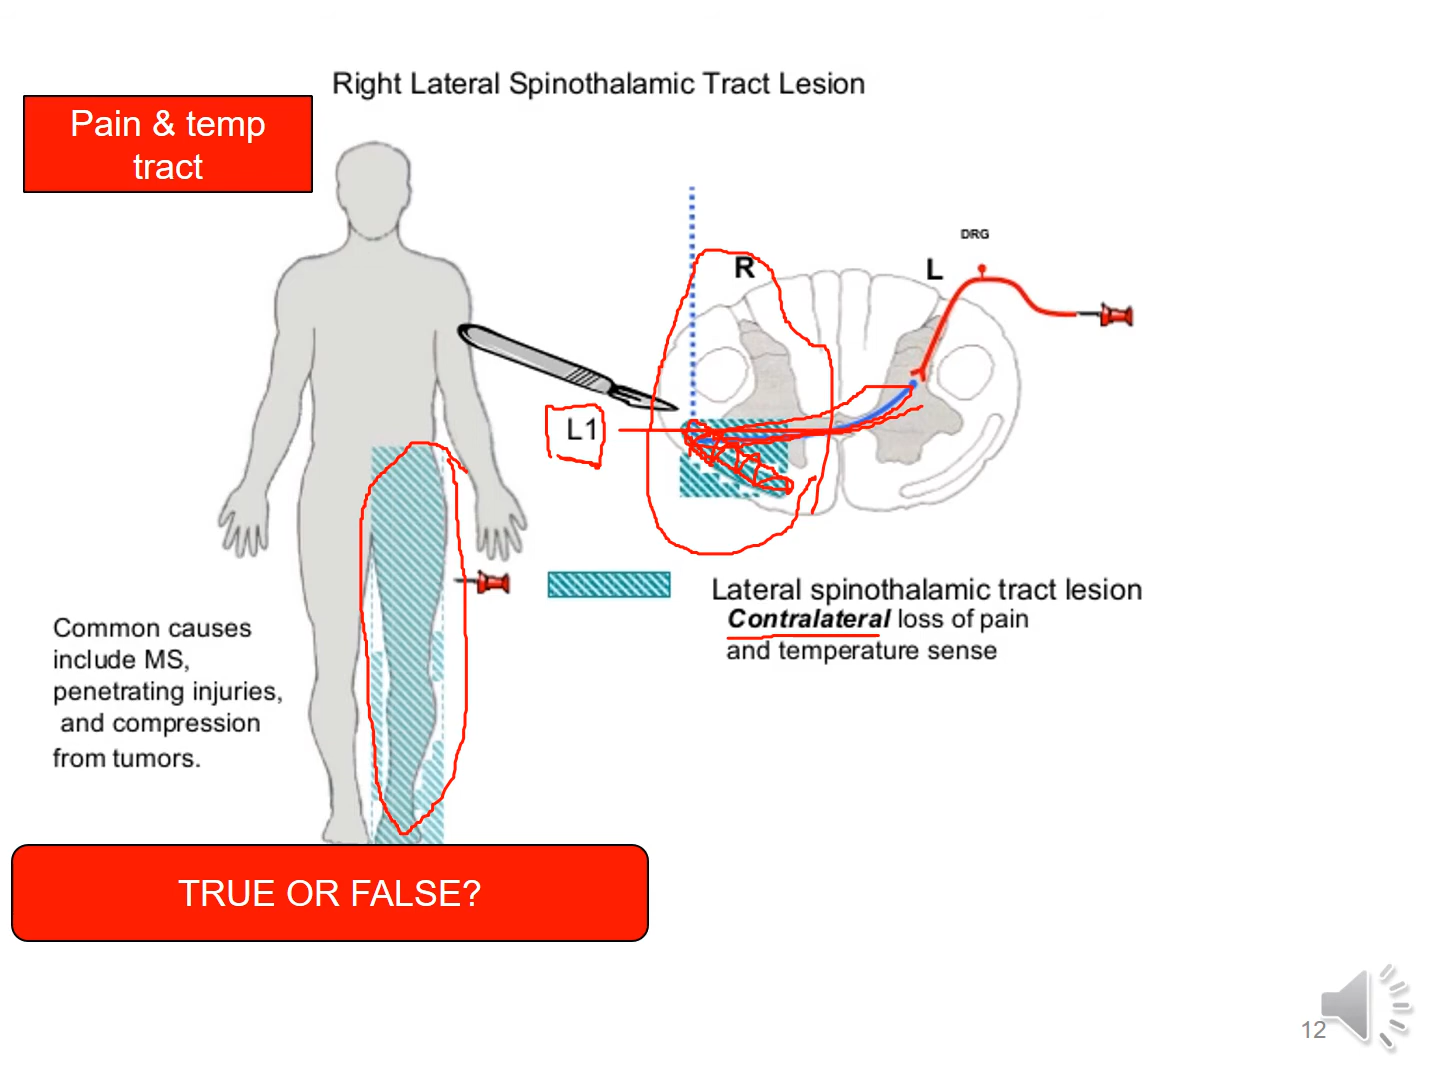 Right Lateral Spinothalamic Tract Lesion
Pain & temp
tract
DRG
R
L
L1
Lateral spinothalamic tract lesion
Contralateral loss of pain
and temperature sense
Common causes
include MS,
penetrating injuries,
and compression
from tumors.
TRUE OR FALSE?
12